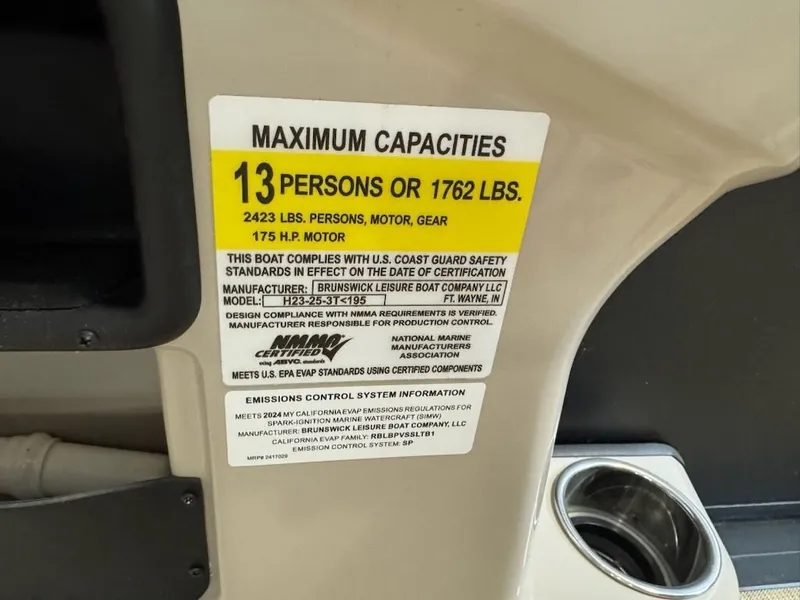 MAXIMUM CAPACITIES
13 PERSONS OR 1762 LBS.
2423 LBS. PERSONS, MOTOR, GEAR
175 H.P. MOTOR
THIS BOAT COMPLIES WITH U.S. COAST GUARD SAFETY
STANDARDS IN EFFECT ON THE DATE OF CERTIFICATION
MANUFACTURER: BRUNSWICK LEISURE BOAT COMPANY LLC
MODEL: H23-25-3T<195 FT. WAYNE, IN
DESIGN COMPLIANCE WITH NMMA REQUIREMENTS IS VERIFIED.
MANUFACTURER RESPONSIBLE FOR PRODUCTION CONTROL.
NMMA
CERTIFIED
using ABYC standards
NATIONAL MARINE
MANUFACTURERS
ASSOCIATION
MEETS U.S. EPA EVAP STANDARDS USING CERTIFIED COMPONENTS
EMISSIONS CONTROL SYSTEM INFORMATION
MEETS 2024 MY CALIFORNIA EVAP EMISSIONS REGULATIONS FOR
SPARK-IGNITION MARINE WATERCRAFT (SIMW)
MANUFACTURER: BRUNSWICK LEISURE BOAT COMPANY, LLC
CALIFORNIA EVAP FAMILY: RBLBPVSSLTB1
EMISSION CONTROL SYSTEM: SP
MRP# 2417028